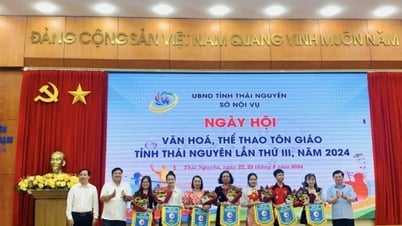 ĐẢNG CỘNG SẢN VIỆT NAM QUANG VINH MUÔN NĂM
UBND TỈNH THÁI NGUYÊN
SỞ NỘI VỤ
NGÀY HỘI
VĂN HOÁ, THỂ THAO TÔN GIÁO
TỈNH THÁI NGUYÊN LẦN THỨ III, NĂM 2024